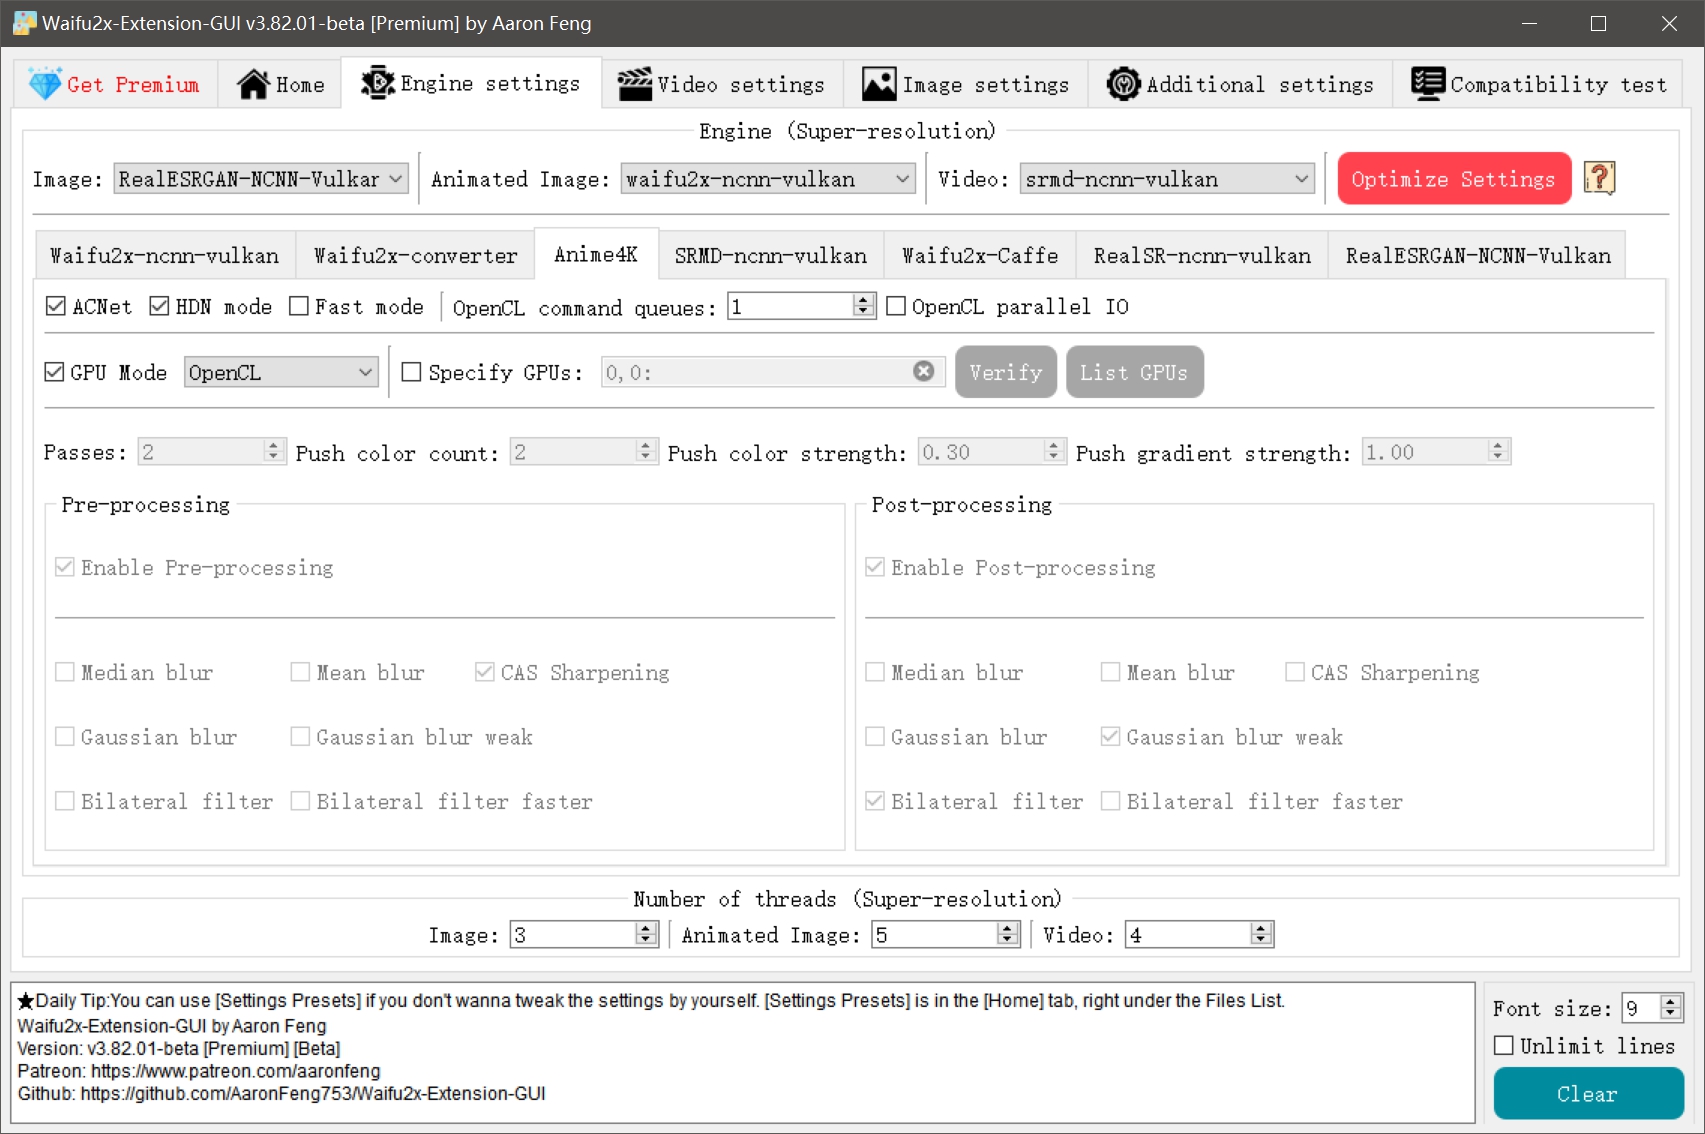 Waifu2x-Extension-GUI v3.82.01-beta [Premium] by Aaron Feng
Get Premium Home Engine settings Video settings Image settings Additional settings Compatibility test
Engine (Super-resolution)
Image: RealESRGAN-NCNN-Vulkar Animated Image: waifu2x-ncnn-vulkan Video: srmd-ncnn-vulkan Optimize Settings
Waifu2x-ncnn-vulkan Waifu2x-converter Anime4K SRMD-ncnn-vulkan Waifu2x-Caffe RealSR-ncnn-vulkan RealESRGAN-NCNN-Vulkan
ACNet HDN mode Fast mode OpenCL command queues: 1 OpenCL parallel IO
GPU Mode OpenCL Specify GPUs: 0,0: Verify List GPUs
Passes: 2 Push color count: 2 Push color strength: 0.30 Push gradient strength: 1.00
Pre-processing
Enable Pre-processing
Median blur Mean blur CAS Sharpening
Gaussian blur Gaussian blur weak
Bilateral filter Bilateral filter faster
Post-processing
Enable Post-processing
Median blur Mean blur CAS Sharpening
Gaussian blur Gaussian blur weak
Bilateral filter Bilateral filter faster
Number of threads (Super-resolution)
Image: 3 Animated Image: 5 Video: 4
★Daily Tip:You can use [Settings Presets] if you don't wanna tweak the settings by yourself. [Settings Presets] is in the [Home] tab, right under the Files List.
Waifu2x-Extension-GUI by Aaron Feng
Version: v3.82.01-beta [Premium] [Beta]
Patreon: https://www.patreon.com/aaronfeng
Github: https://github.com/AaronFeng753/Waifu2x-Extension-GUI
Font size: 9
Unlimit lines
Clear